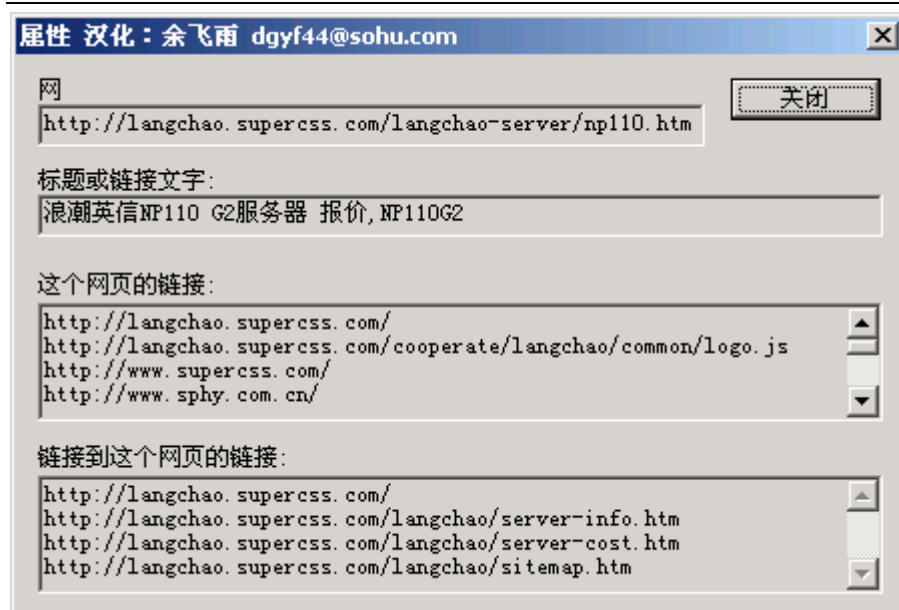 属性 汉化：余飞雨 dgyf44@sohu.com
网
关闭
http://langchao.supercss.com/langchao-server/np110.htm
标题或链接文字:
浪潮英信NP110 G2服务器 报价,NP110G2
这个网页的链接:
http://langchao.supercss.com/
http://langchao.supercss.com/cooperate/langchao/common/logo.js
http://www.supercss.com/
http://www.sphy.com.cn/
链接到这个网页的链接:
http://langchao.supercss.com/
http://langchao.supercss.com/langchao/server-info.htm
http://langchao.supercss.com/langchao/server-cost.htm
http://langchao.supercss.com/langchao/sitemap.htm